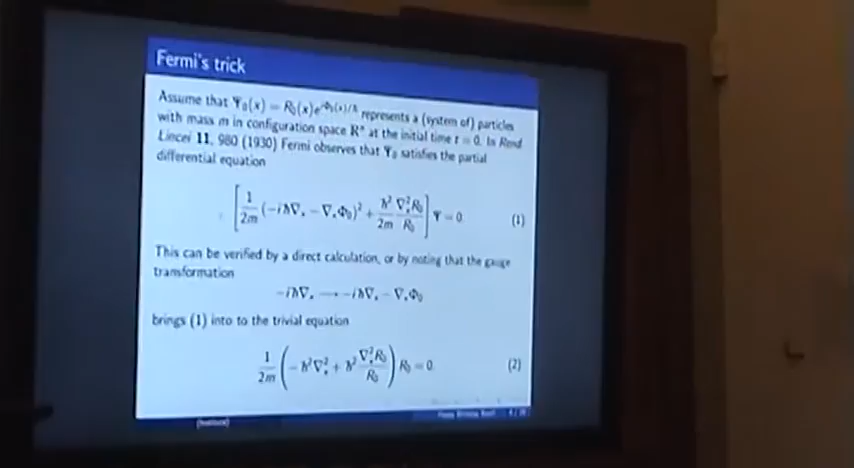 Fermi's trick
Assume that Ψ₀(x) = R₀(x)e^{iΦ₀(x)/ℏ} represents a (system of) particles
with mass m in configuration space Rⁿ at the initial time t = 0. In Rend.
Lincei 11, 980 (1930) Fermi observes that Ψ₀ satisfies the partial
differential equation
[1/2m (−iℏ∇ₓ − ∇ₓΦ₀)² + ℏ²/2m ∇ₓ²R₀/R₀] Ψ = 0 (1)
This can be verified by a direct calculation, or by noting that the gauge
transformation
−iℏ∇ₓ ⟶ −iℏ∇ₓ − ∇ₓΦ₀
brings (1) into to the trivial equation
1/2m (−ℏ²∇ₓ² + ℏ² ∇ₓ²R₀/R₀) R₀ = 0. (2)
(Institute)